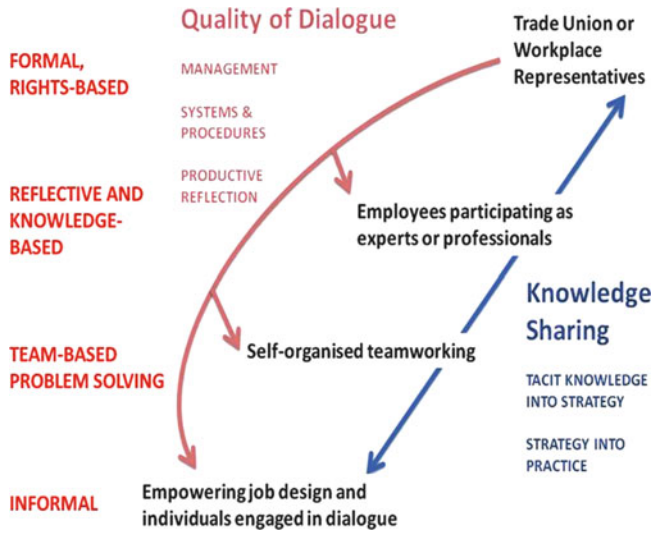 Quality of Dialogue
MANAGEMENT
SYSTEMS &
PROCEDURES
PRODUCTIVE
REFLECTION
FORMAL,
RIGHTS-BASED
REFLECTIVE AND
KNOWLEDGE-
BASED
TEAM-BASED
PROBLEM SOLVING
INFORMAL
Trade Union or
Workplace
Representatives
Employees participating as
experts or professionals
Self-organised teamworking
Empowering job design and
individuals engaged in dialogue
Knowledge
Sharing
TACIT KNOWLEDGE
INTO STRATEGY
STRATEGY INTO
PRACTICE